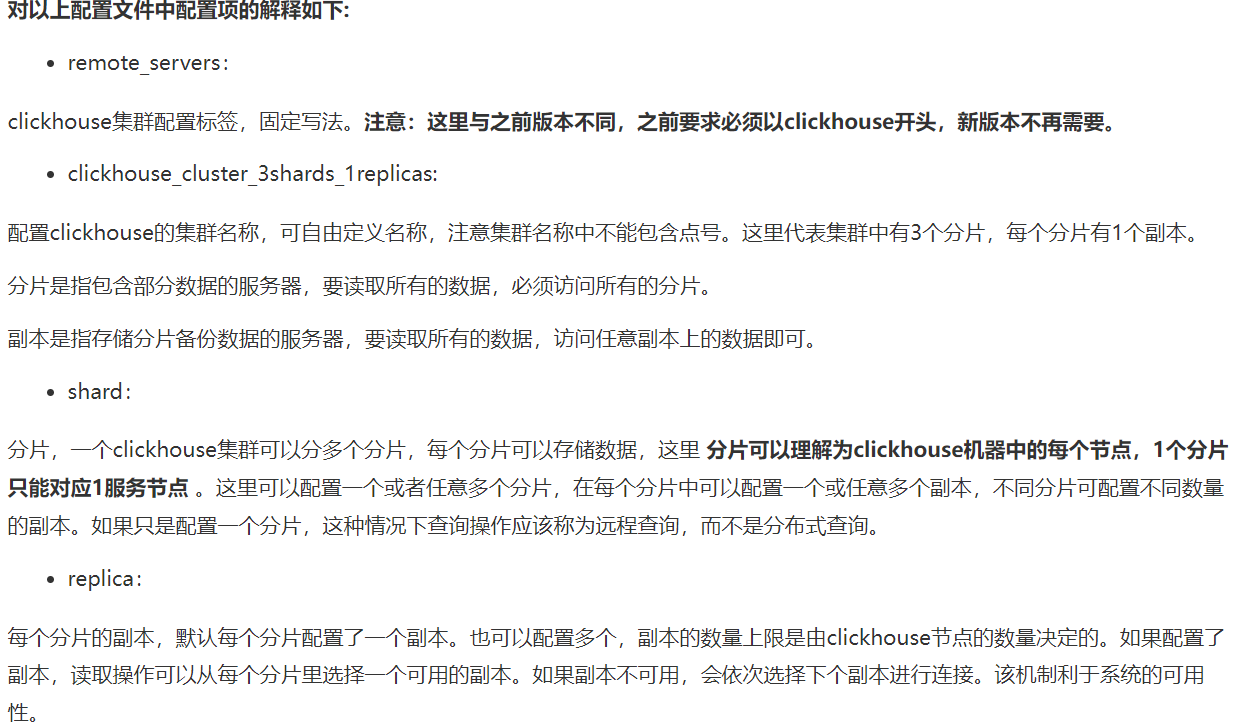 对以上配置文件中配置项的解释如下:
• remote_servers：
clickhouse集群配置标签，固定写法。注意：这里与之前版本不同，之前要求必须以clickhouse开头，新版本不再需要。
• clickhouse_cluster_3shards_1replicas:
配置clickhouse的集群名称，可自由定义名称，注意集群名称中不能包含点号。这里代表集群中有3个分片，每个分片有1个副本。
分片是指包含部分数据的服务器，要读取所有的数据，必须访问所有的分片。
副本是指存储分片备份数据的服务器，要读取所有的数据，访问任意副本上的数据即可。
• shard：
分片，一个clickhouse集群可以分多个分片，每个分片可以存储数据，这里 分片可以理解为clickhouse机器中的每个节点，1个分片
只能对应1服务节点 。这里可以配置一个或者任意多个分片，在每个分片中可以配置一个或任意多个副本，不同分片可配置不同数量
的副本。如果只是配置一个分片，这种情况下查询操作应该称为远程查询，而不是分布式查询。
• replica：
每个分片的副本，默认每个分片配置了一个副本。也可以配置多个，副本的数量上限是由clickhouse节点的数量决定的。如果配置了
副本，读取操作可以从每个分片里选择一个可用的副本。如果副本不可用，会依次选择下个副本进行连接。该机制利于系统的可用
性。